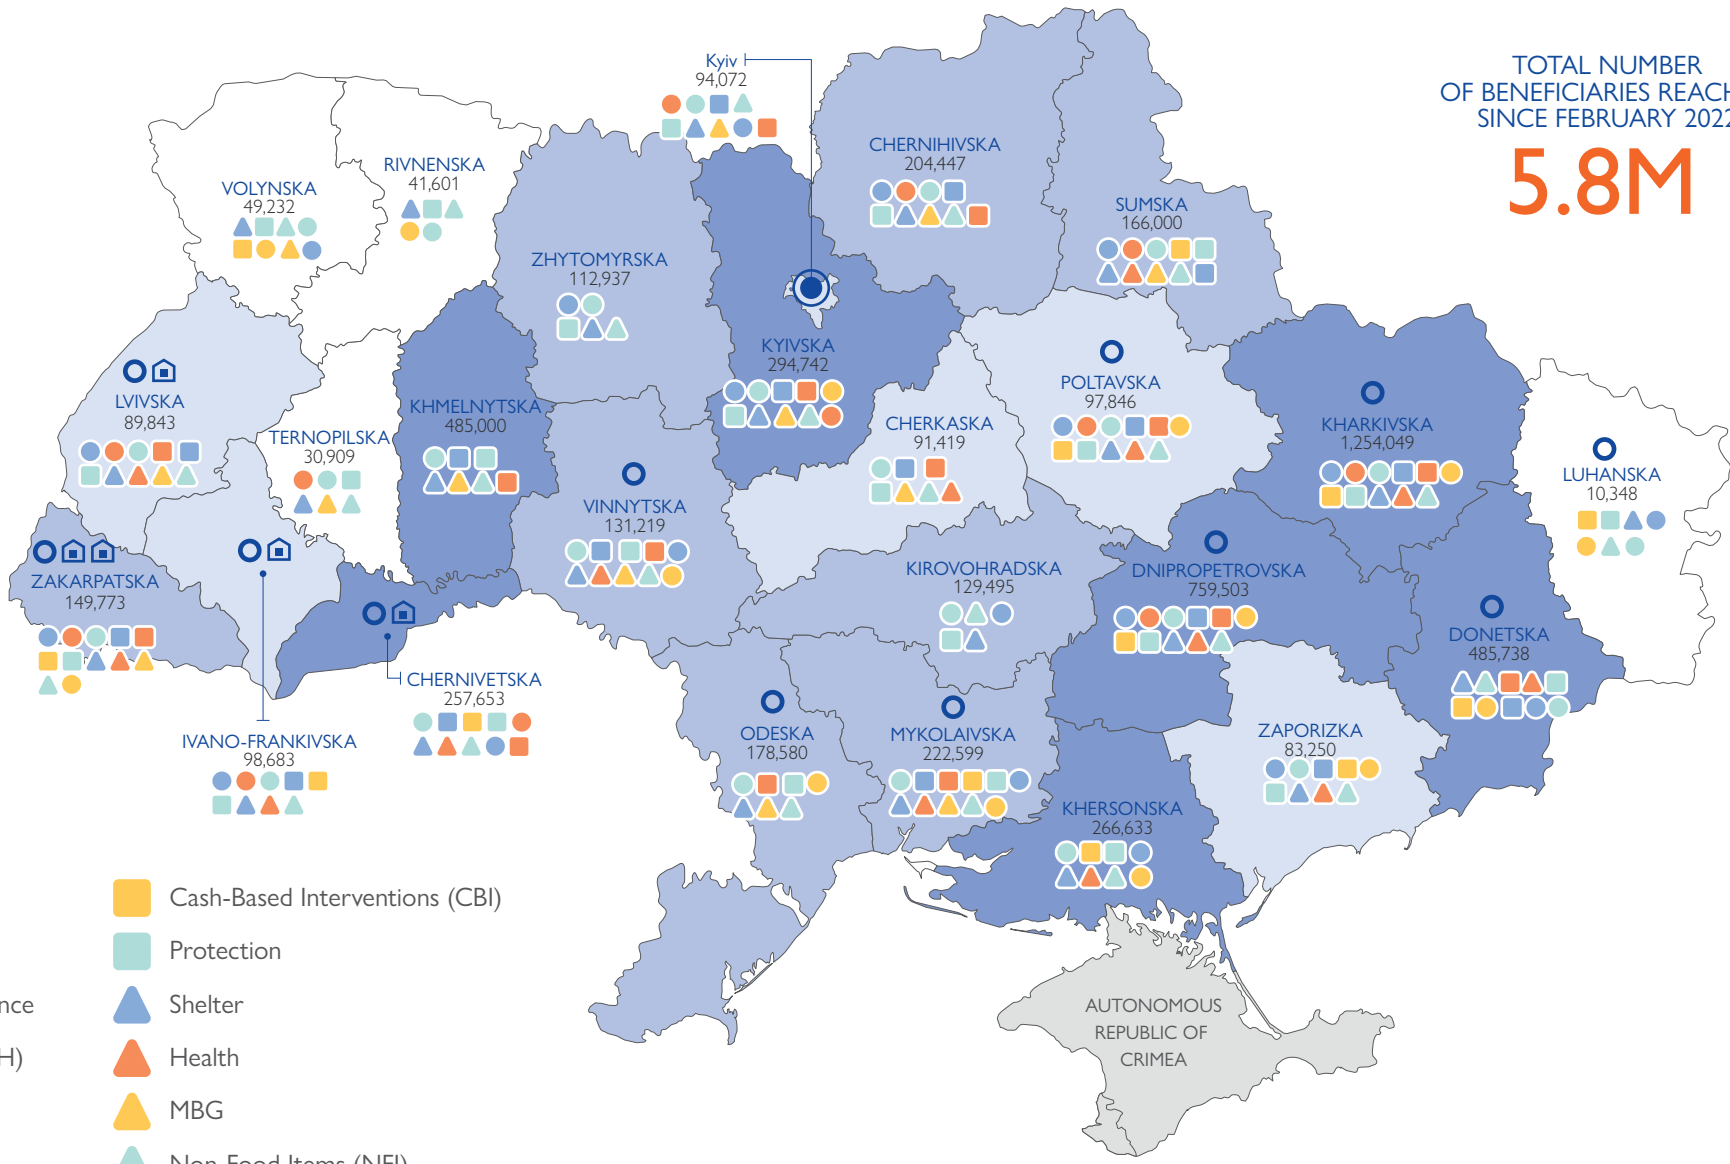 TOTAL NUMBER
OF BENEFICIARIES REACH
SINCE FEBRUARY 2022
5.8M
Kyiv
94,072
CHERNIHIVSKA
204,447
RIVNENSKA
41,601
VOLYNSKA
49,232
SUMSKA
166,000
ZHYTOMYRSKA
112,937
KYIVSKA
294,742
POLTAVSKA
97,846
LVIVSKA
89,843
KHMELNYTSKA
485,000
TERNOPILSKA
30,909
CHERKASKA
91,419
KHARKIVSKA
1,254,049
LUHANSKA
10,348
VINNYTSKA
131,219
ZAKARPATSKA
149,773
KIROVOHRADSKA
129,495
DNIPROPETROVSKA
759,503
DONETSKA
485,738
CHERNIVETSKA
257,653
IVANO-FRANKIVSKA
98,683
ODESKA
178,580
MYKOLAIVSKA
222,599
ZAPORIZKA
83,250
KHERSONSKA
266,633
AUTONOMOUS
REPUBLIC OF
CRIMEA
nce
H)
Cash-Based Interventions (CBI)
Protection
Shelter
Health
MBG
Non-Food Items (NFI)